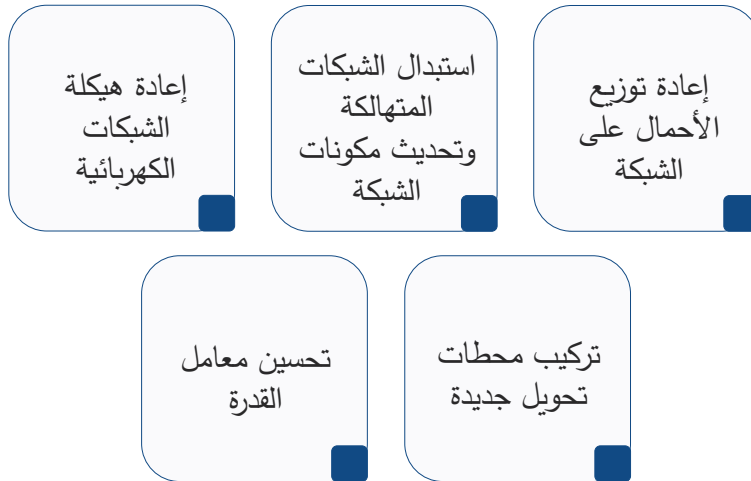 إعادة توزيع
الأحمال على
الشبكة
استبدال الشبكات
المتهالكة
وتحديث مكونات
الشبكة
إعادة هيكلة
الشبكات
الكهربائية
تركيب محطات
تحويل جديدة
تحسين معامل
القدرة